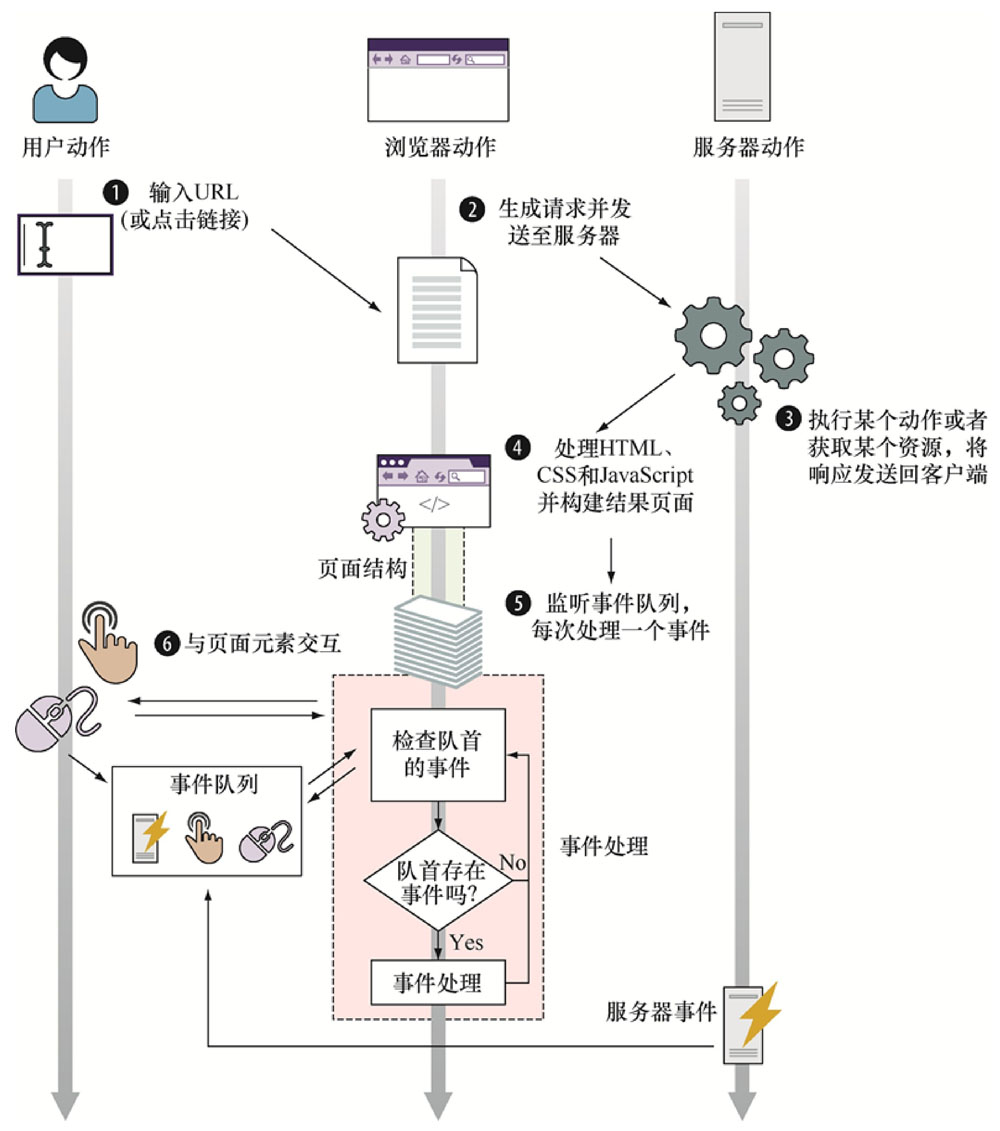 用户动作
浏览器动作
服务器动作
❶ 输入URL
(或点击链接)
❷ 生成请求并发
送至服务器
❸ 执行某个动作或者
获取某个资源，将
响应发送回客户端
❹ 处理HTML、
CSS和JavaScript
并构建结果页面
</>
页面结构
❺ 监听事件队列，
每次处理一个事件
❻ 与页面元素交互
检查队首
的事件
事件队列
事件处理
队首存在
事件吗?
No
Yes
事件处理
服务器事件